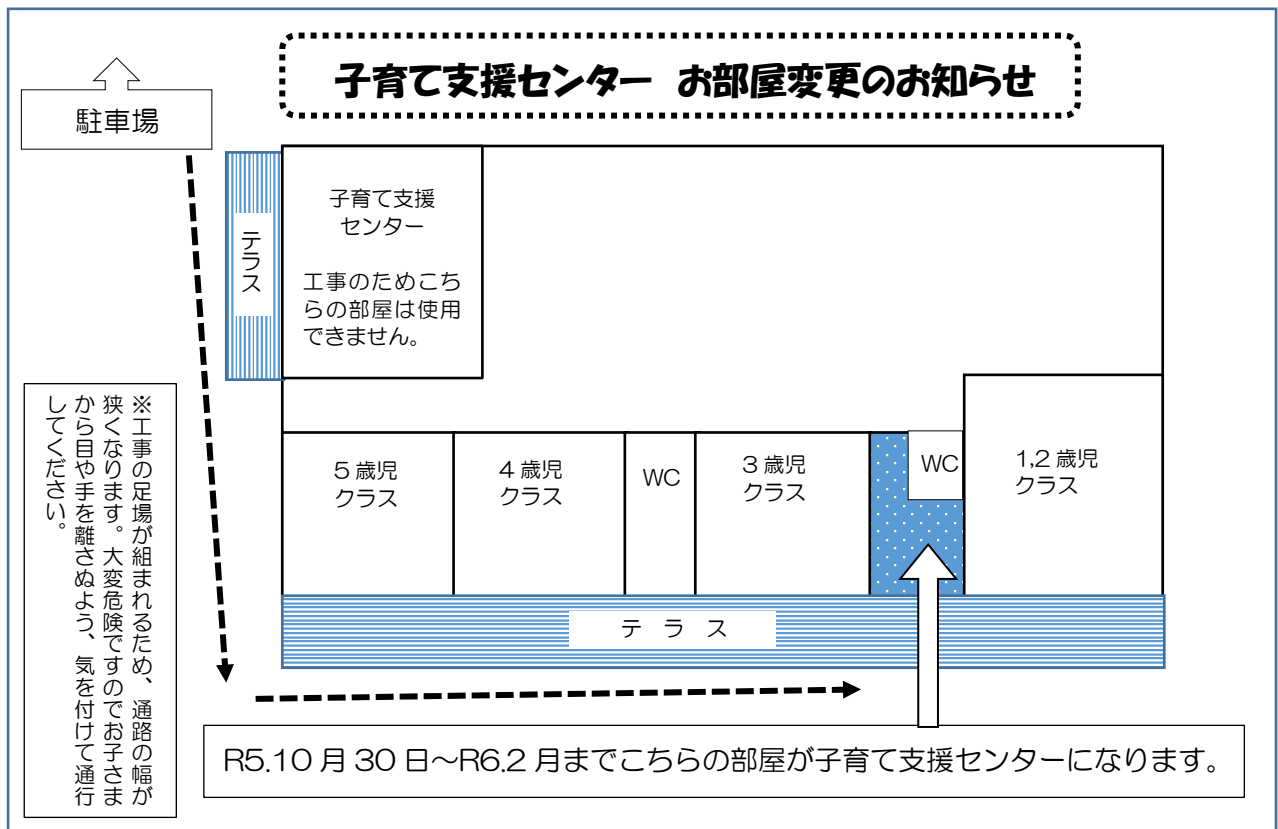 子育て支援センター お部屋変更のお知らせ
駐車場
テラス
子育て支援
センター
工事のためこち
らの部屋は使用
できません。
※工事の足場が組まれるため、通路の幅が
狭くなります。大変危険ですのでお子さま
から目や手を離さぬよう、気を付けて通行
してください。
5歳児
クラス
4歳児
クラス
WC
3歳児
クラス
WC
1,2歳児
クラス
テ ラ ス
R5.10月30日～R6.2月までこちらの部屋が子育て支援センターになります。